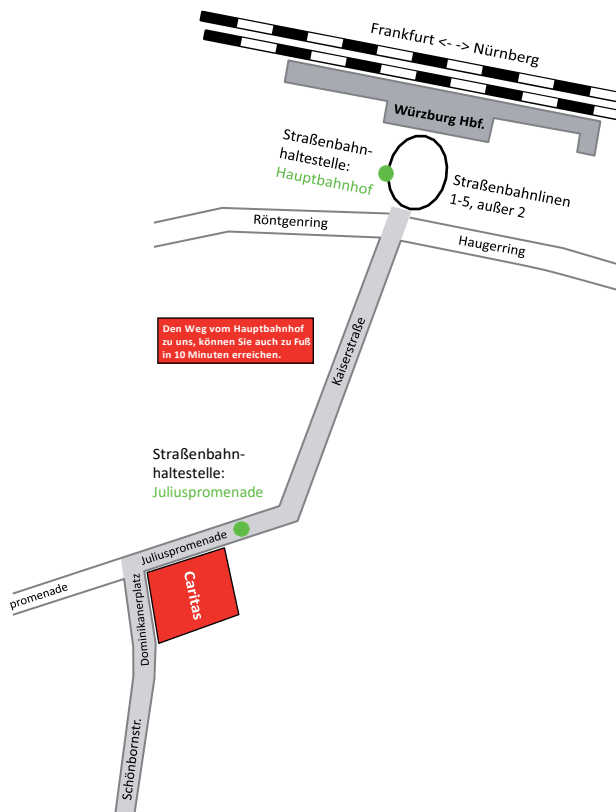 Frankfurt <- -> Nürnberg
Würzburg Hbf.
Straßenbahn-
haltestelle:
Hauptbahnhof
Straßenbahnlinen
1-5, außer 2
Röntgenring
Haugerring
Den Weg vom Hauptbahnhof
zu uns, können Sie auch zu Fuß
in 10 Minuten erreichen.
Kaiserstraße
Straßenbahn-
haltestelle:
Juliuspromenade
Juliuspromenade
Caritas
promenade
Dominikanerplatz
Schönbornstr.